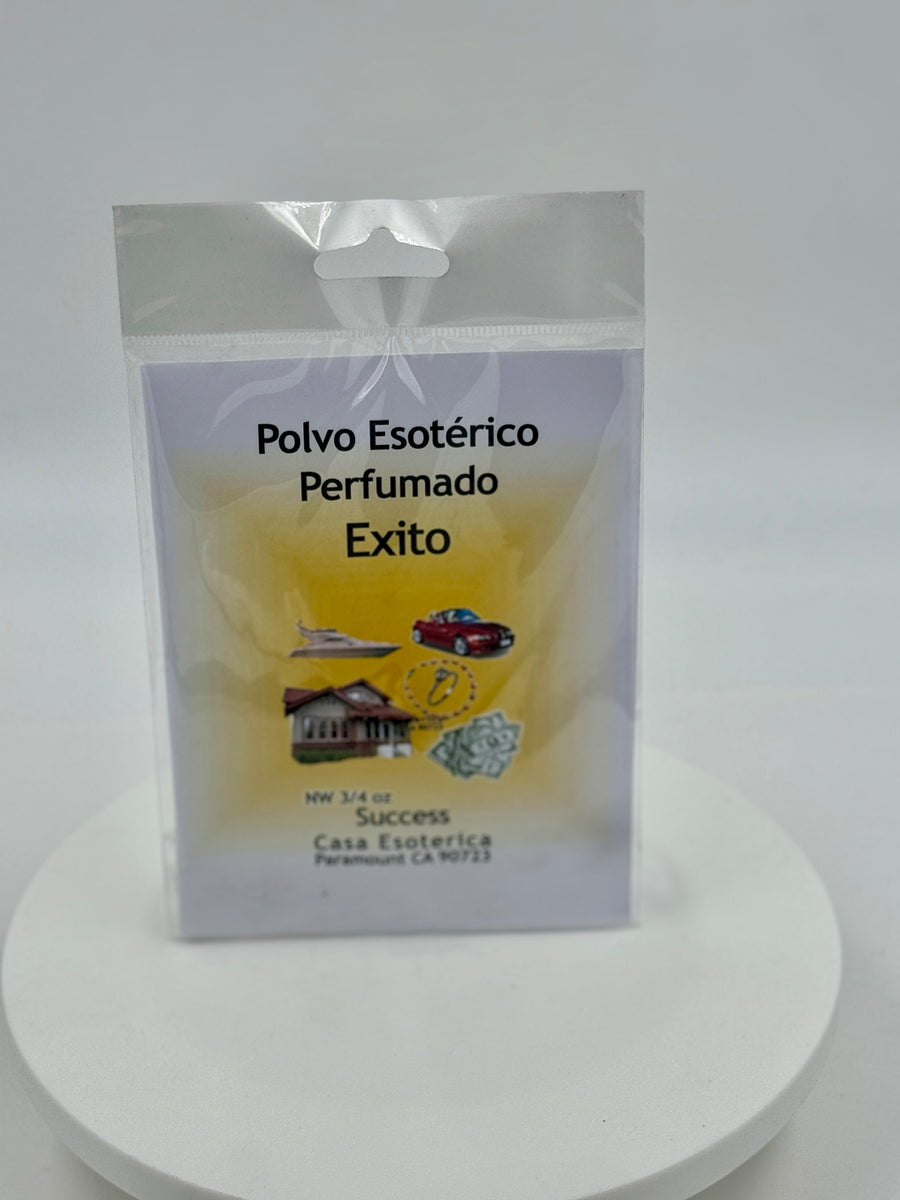 Polvo Esotérico
Perfumado
Exito
NW 3/4 oz
Success
Casa Esoterica
Paramount CA 90723